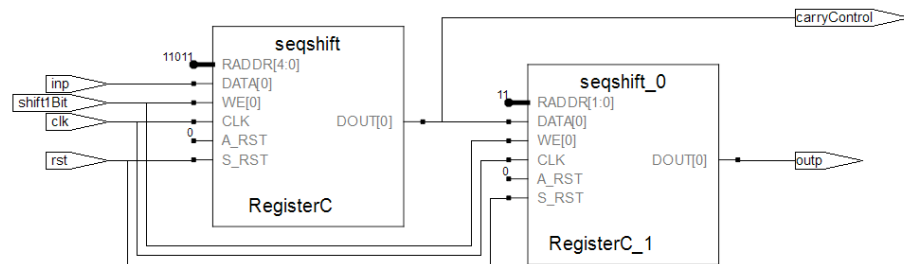 carryControl
seqshift
11011
RADDR[4:0]
inp
DATA[0]
shift1Bit
WE[0]
clk
CLK
DOUT[0]
0
A_RST
rst
S_RST
RegisterC
seqshift_0
11
RADDR[1:0]
DATA[0]
WE[0]
CLK
DOUT[0]
outp
0
A_RST
S_RST
RegisterC_1